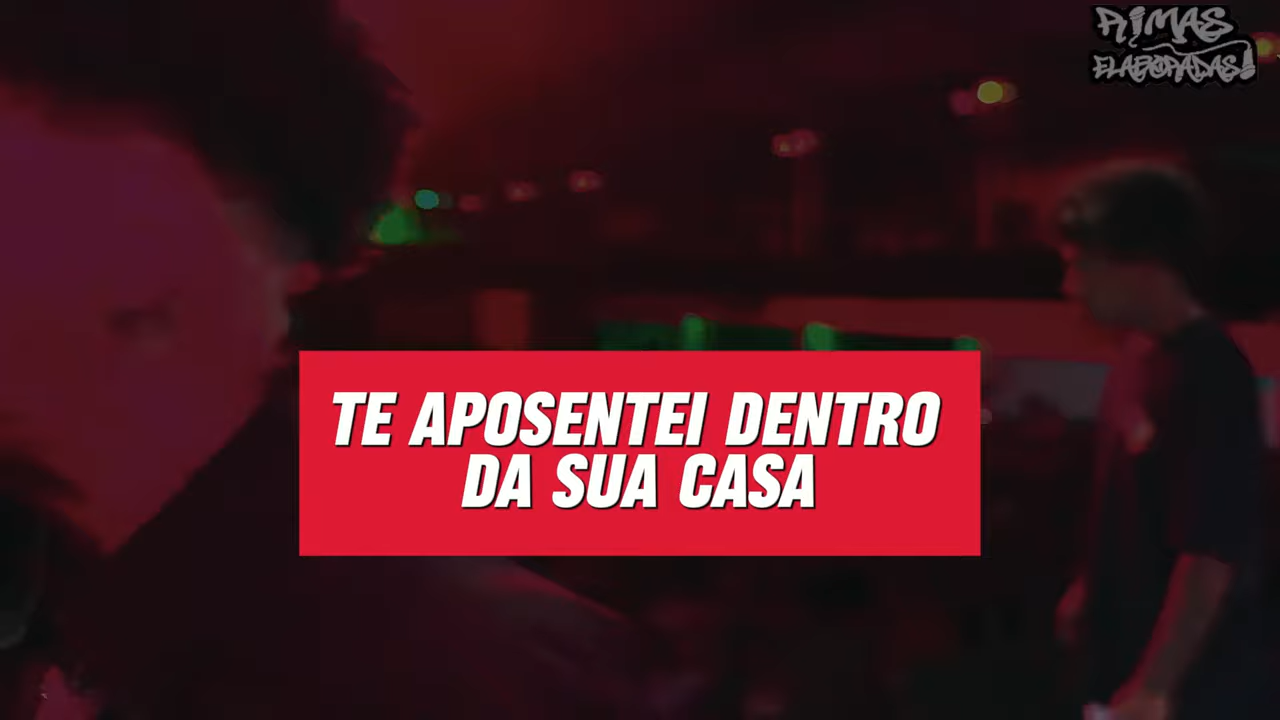 RIMAS
ELABORADAS
TE APOSENTEI DENTRO
DA SUA CASA